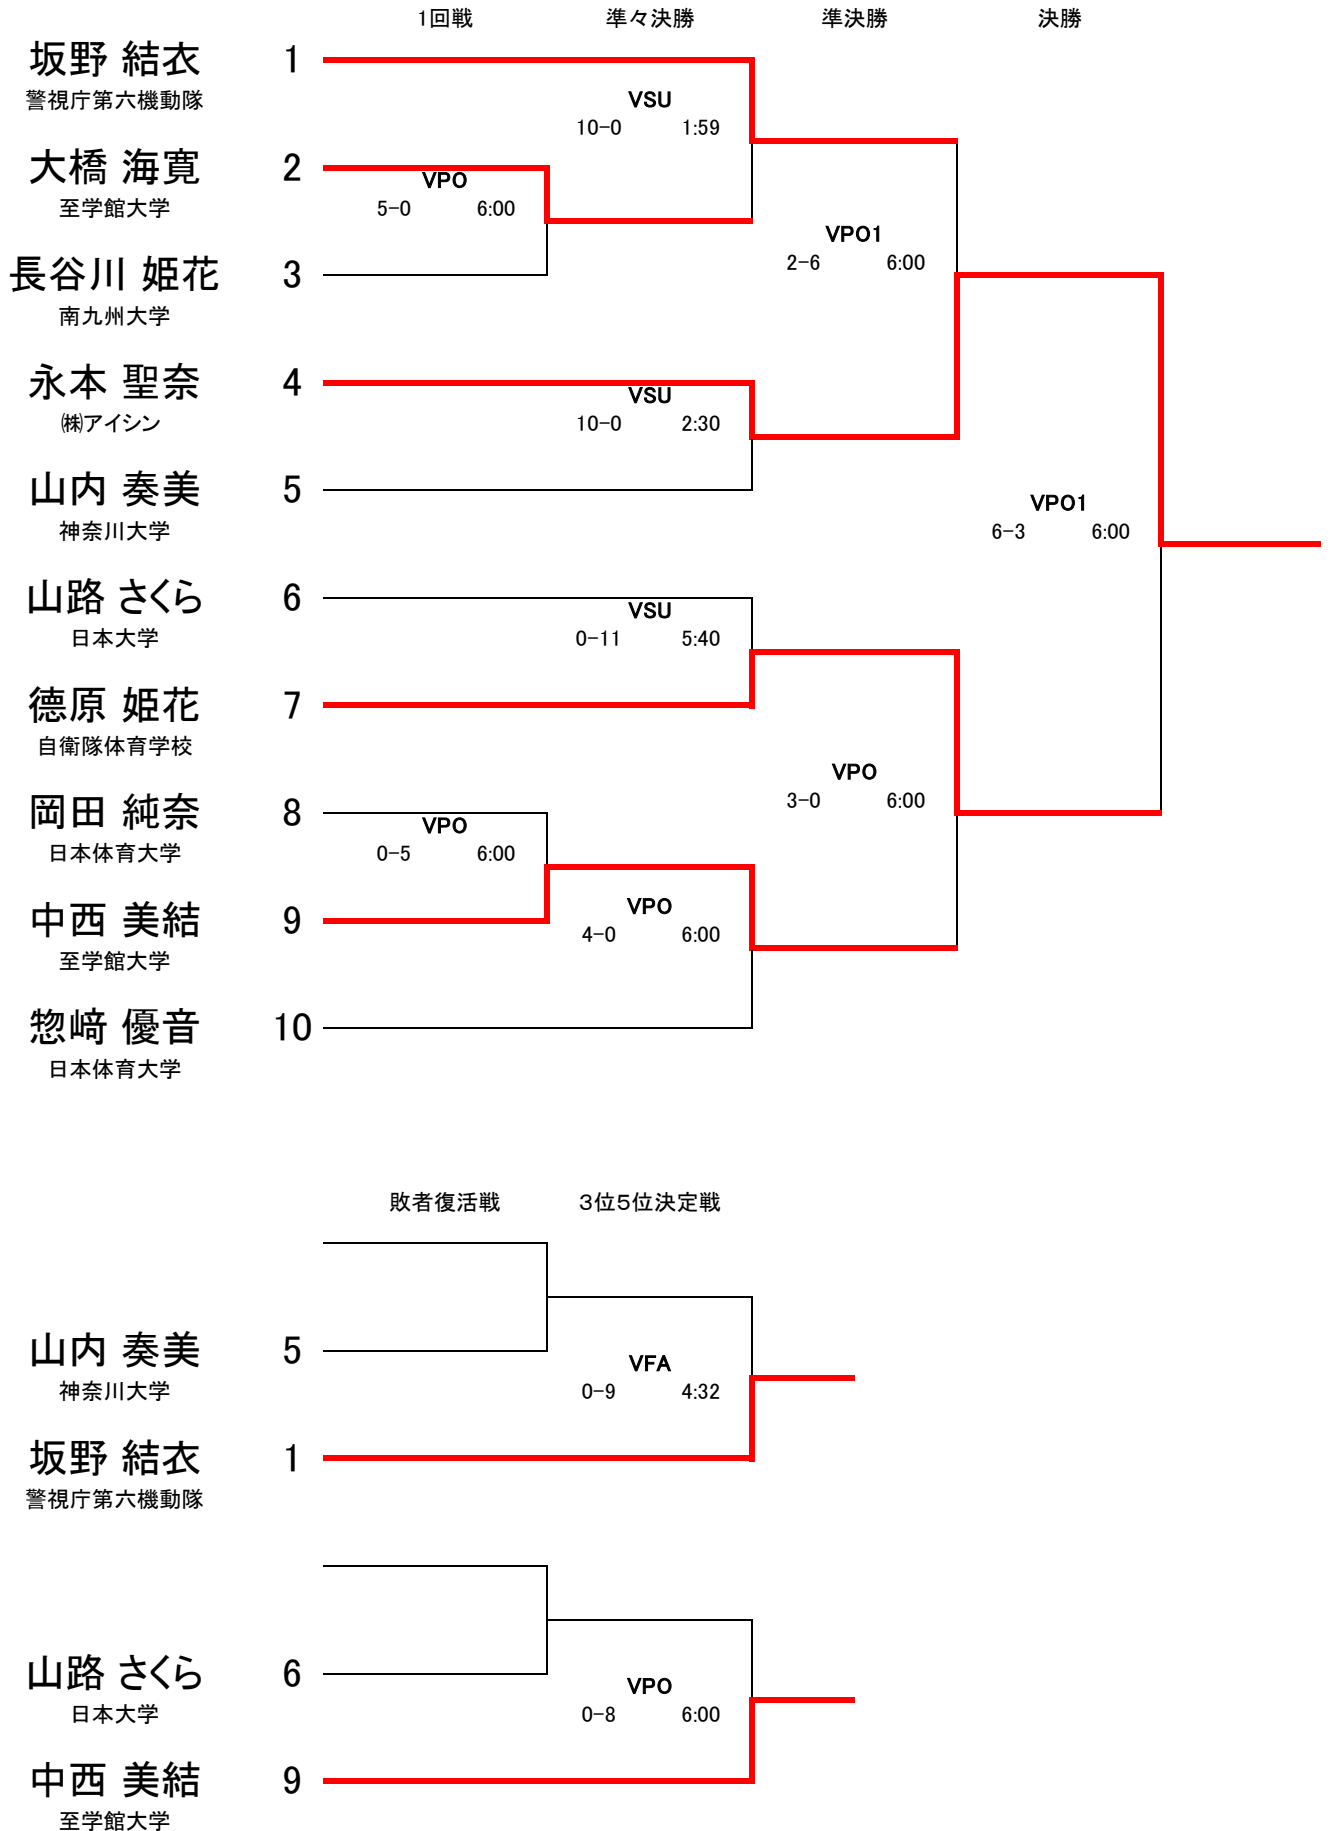 1回戦 準々決勝 準決勝 決勝
坂野 結衣 1
警視庁第六機動隊
VSU
10-0 1:59
大橋 海寛 2
至学館大学
VPO
5-0 6:00
長谷川 姫花 3
南九州大学
VPO1
2-6 6:00
永本 聖奈 4
㈱アイシン
VSU
10-0 2:30
山内 奏美 5
神奈川大学
VPO1
6-3 6:00
山路 さくら 6
日本大学
VSU
0-11 5:40
德原 姫花 7
自衛隊体育学校
VPO
3-0 6:00
岡田 純奈 8
日本体育大学
VPO
0-5 6:00
中西 美結 9
至学館大学
VPO
4-0 6:00
惣﨑 優音 10
日本体育大学
敗者復活戦 3位5位決定戦
山内 奏美 5
神奈川大学
VFA
0-9 4:32
坂野 結衣 1
警視庁第六機動隊
山路 さくら 6
日本大学
VPO
0-8 6:00
中西 美結 9
至学館大学